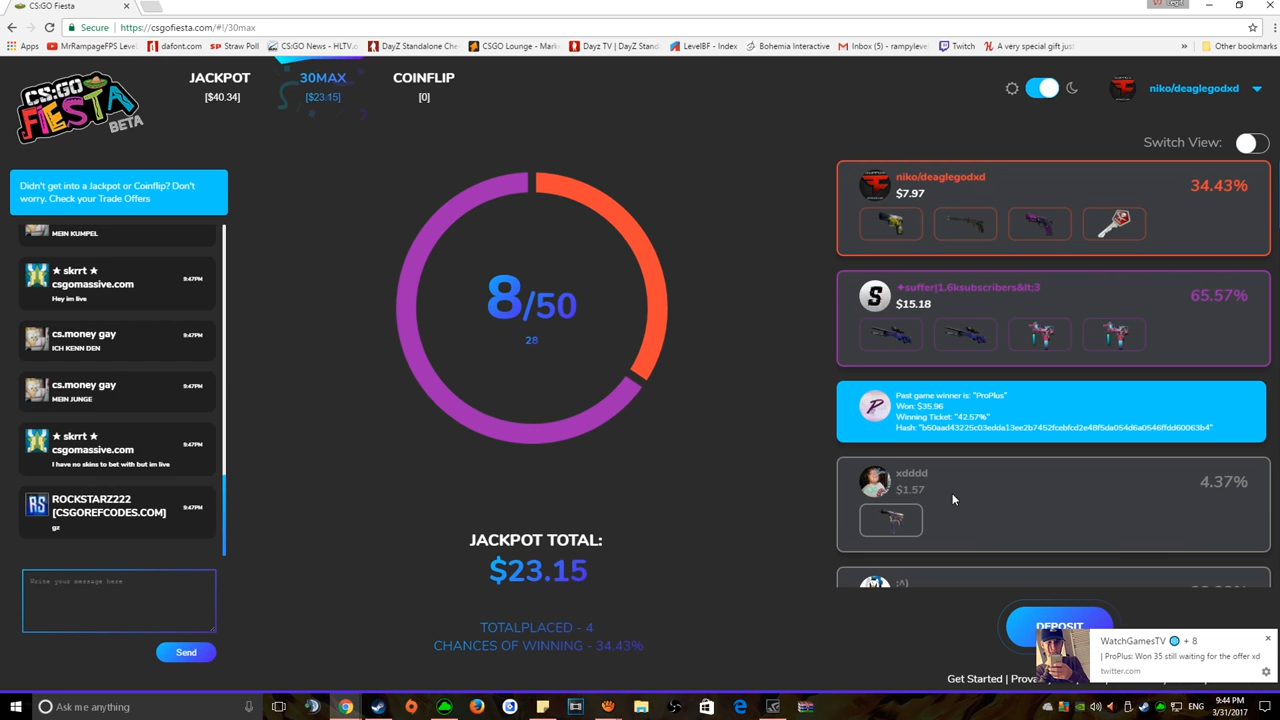 CS:GO Fiesta
Legit
Secure | https://csgofiesta.com/#!/30max
Apps MrRampageFPS Level dafont.com Straw Poll CS:GO News - HLTV.o DayZ Standalone Che CSGO Lounge - Mark Dayz TV | DayZ Stand LevelBF - Index Bohemia Interactive Inbox (5) - rampylevel Twitch A very special gift just » Other bookmarks
CS:GO FIESTA BETA
JACKPOT 30MAX COINFLIP
[$40.34] [$23.15] [0]
niko/deaglegodxd
Switch View:
Didn't get into a Jackpot or Coinflip? Don't
worry. Check your Trade Offers
MEIN KUMPEL
★ skrrt ★
csgomassive.com 9:47PM
Hey im live
cs.money gay 9:47PM
ICH KENN DEN
cs.money gay 9:47PM
MEIN JUNGE
★ skrrt ★
csgomassive.com 9:47PM
I have no skins to bet with but im live
ROCKSTARZ222 9:47PM
[CSGOREFCODES.COM]
gz
Write your message here
Send
8/50
28
JACKPOT TOTAL:
$23.15
TOTALPLACED - 4
CHANCES OF WINNING - 34.43%
niko/deaglegodxd
$7.97
34.43%
✦suffer|1.6ksubscribers&lt;3
$15.18
65.57%
Past game winner is: "ProPlus"
Won: $35.96
Winning Ticket: "42.57%"
Hash: "b50aad43225c03edda13ee2b7452fcebfcd2e48f5da054d6a0546ffdd60063b4"
xdddd
$1.57
4.37%
:^)
DEPOSIT
Get Started | Prova
WatchGamesTV + 8
| ProPlus: Won 35 still waiting for the offer xd
twitter.com
Ask me anything
ENG
9:44 PM
3/31/2017